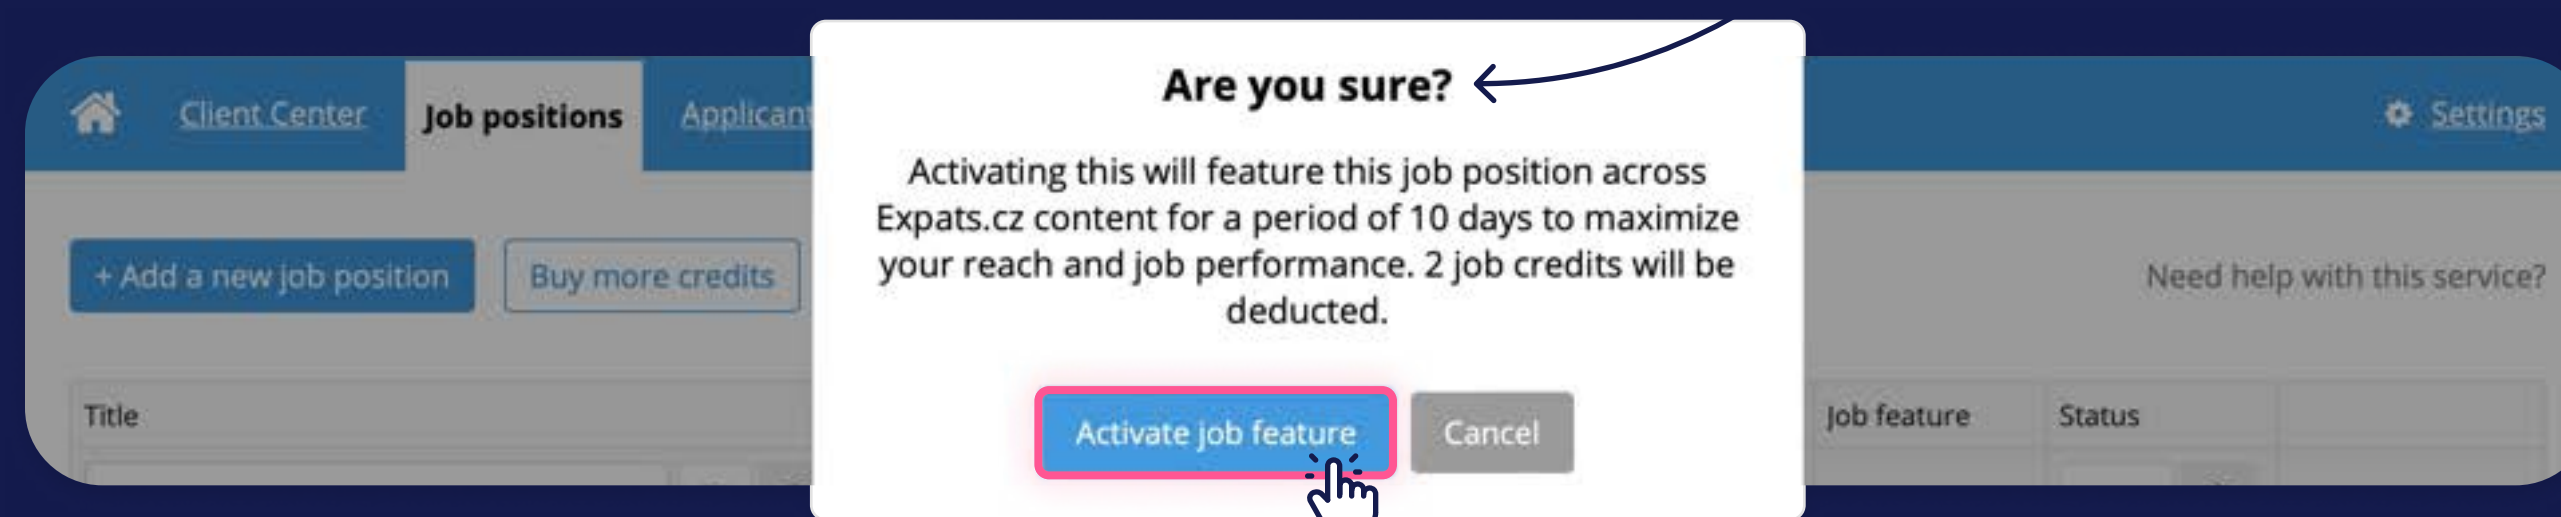 Are you sure?
Client Center
Job positions
Applicant
Settings
Activating this will feature this job position across
Expats.cz content for a period of 10 days to maximize
your reach and job performance. 2 job credits will be
deducted.
+ Add a new job position
Buy more credits
Need help with this service?
Title
Job feature
Status
Activate job feature
Cancel